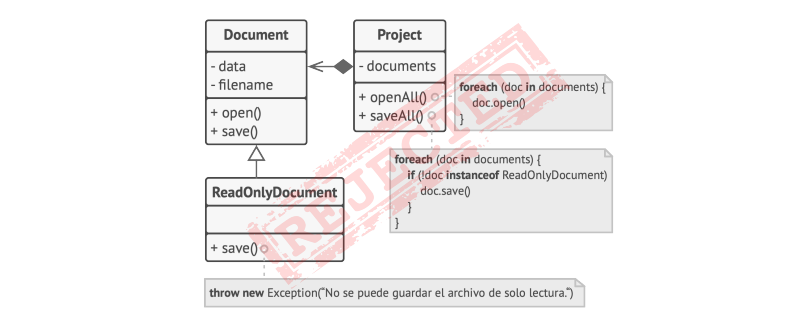 Document
- data
- filename
+ open()
+ save()
Project
- documents
+ openAll()
+ saveAll()
foreach (doc in documents) {
doc.open()
}
foreach (doc in documents) {
if (!doc instanceof ReadOnlyDocument)
doc.save()
}
}
ReadOnlyDocument
+ save()
throw new Exception("No se puede guardar el archivo de solo lectura.")
REJECTED